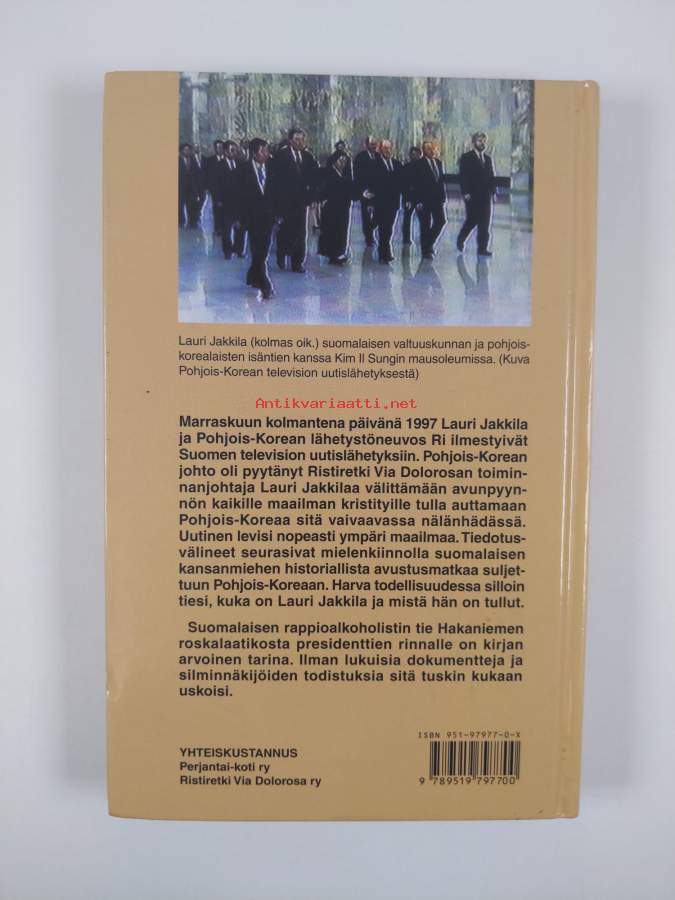 Lauri Jakkila (kolmas oik.) suomalaisen valtuuskunnan ja pohjois-
korealaisten isäntien kanssa Kim Il Sungin mausoleumissa. (Kuva
Pohjois-Korean television uutislähetyksestä)
Antikvariaatti.net
Marraskuun kolmantena päivänä 1997 Lauri Jakkila
ja Pohjois-Korean lähetystöneuvos Ri ilmestyivät
Suomen television uutislähetyksiin. Pohjois-Korean
johto oli pyytänyt Ristiretki Via Dolorosan toimin-
nanjohtaja Lauri Jakkilaa välittämään avunpyyn-
nön kaikille maailman kristityille tulla auttamaan
Pohjois-Koreaa sitä vaivaavassa nälänhädässä.
Uutinen levisi nopeasti ympäri maailmaa. Tiedotus-
välineet seurasivat mielenkiinnolla suomalaisen
kansanmiehen historiallista avustusmatkaa suljet-
tuun Pohjois-Koreaan. Harva todellisuudessa silloin
tiesi, kuka on Lauri Jakkila ja mistä hän on tullut.
Suomalaisen rappioalkoholistin tie Hakaniemen
roskalaatikosta presidenttien rinnalle on kirjan
arvoinen tarina. Ilman lukuisia dokumentteja ja
silminnäkijöiden todistuksia sitä tuskin kukaan
uskoisi.
ISBN 951-97977-0-X
YHTEISKUSTANNUS
Perjantai-koti ry
Ristiretki Via Dolorosa ry
9 789519 797700